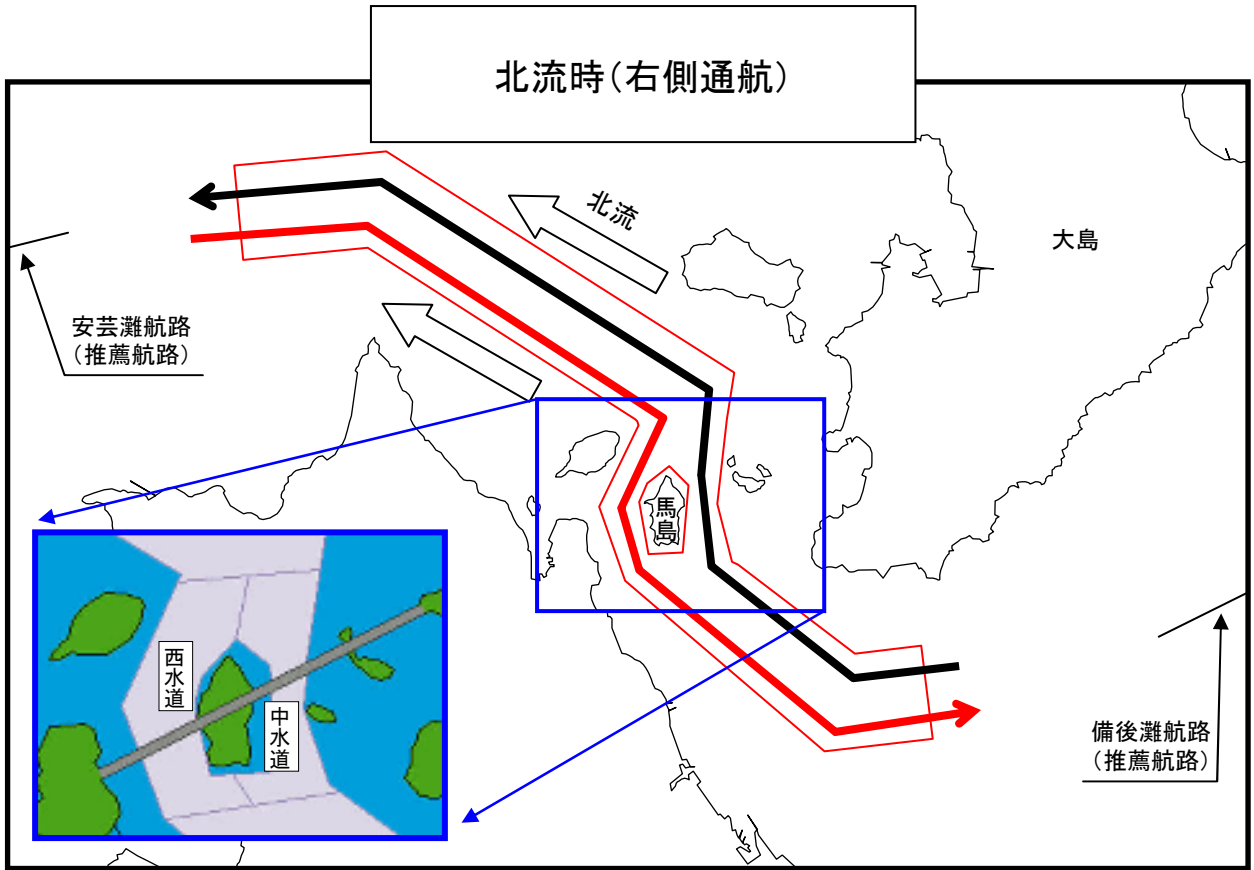 北流時（右側通航）
北流
大島
安芸灘航路
（推薦航路）
馬島
西水道
中水道
備後灘航路
（推薦航路）